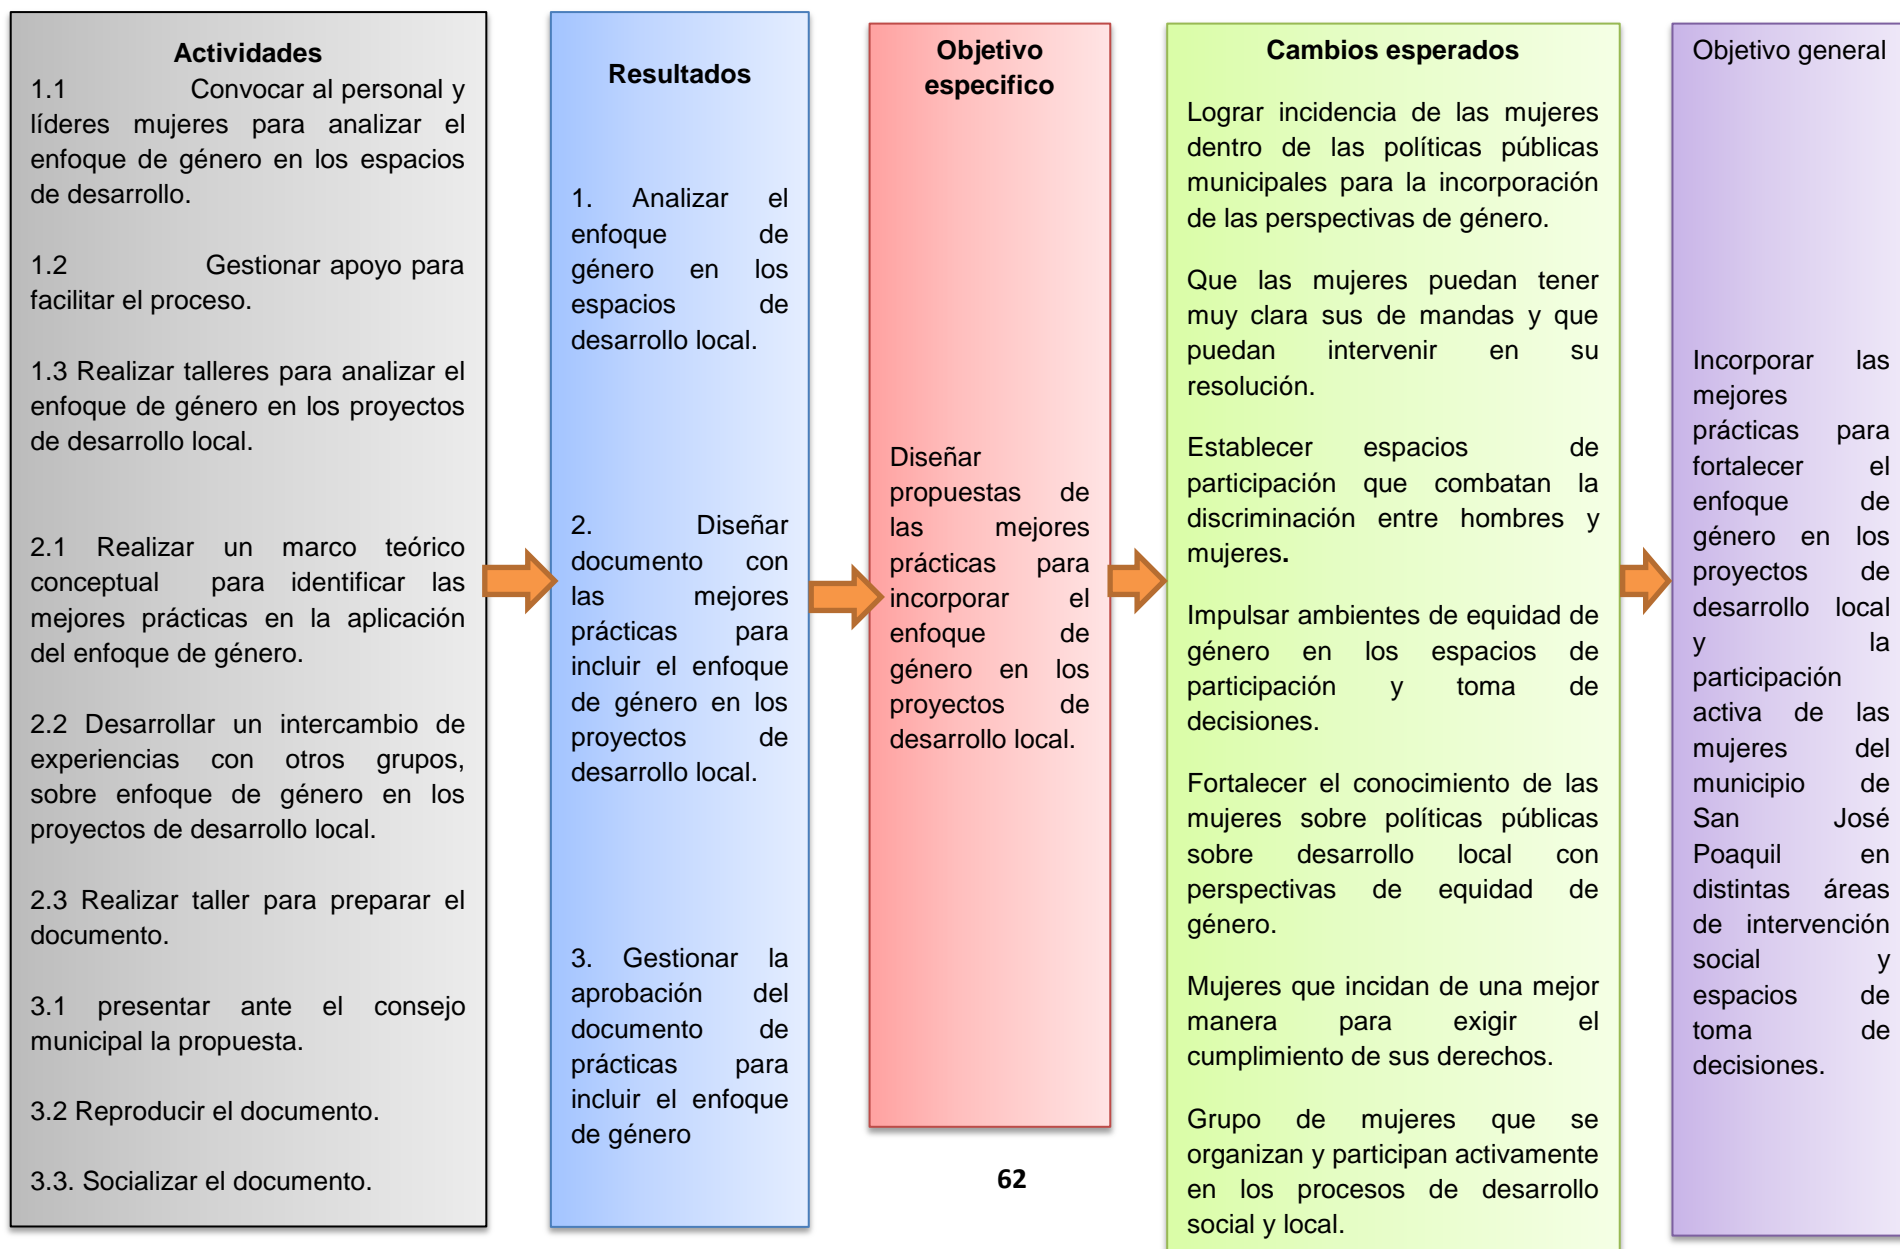 Actividades
1.1 Convocar al personal y
líderes mujeres para analizar el
enfoque de género en los espacios
de desarrollo.
1.2 Gestionar apoyo para
facilitar el proceso.
1.3 Realizar talleres para analizar el
enfoque de género en los proyectos
de desarrollo local.
2.1 Realizar un marco teórico
conceptual para identificar las
mejores prácticas en la aplicación
del enfoque de género.
2.2 Desarrollar un intercambio de
experiencias con otros grupos,
sobre enfoque de género en los
proyectos de desarrollo local.
2.3 Realizar taller para preparar el
documento.
3.1 presentar ante el consejo
municipal la propuesta.
3.2 Reproducir el documento.
3.3. Socializar el documento.
Resultados
1. Analizar el
enfoque de
género en los
espacios de
desarrollo local.
2. Diseñar
documento con
las mejores
prácticas para
incluir el enfoque
de género en los
proyectos de
desarrollo local.
3. Gestionar la
aprobación del
documento de
prácticas para
incluir el enfoque
de género
Objetivo
especifico
Diseñar
propuestas de
las mejores
prácticas para
incorporar el
enfoque de
género en los
proyectos de
desarrollo local.
Cambios esperados
Lograr incidencia de las mujeres
dentro de las políticas públicas
municipales para la incorporación
de las perspectivas de género.
Que las mujeres puedan tener
muy clara sus de mandas y que
puedan intervenir en su
resolución.
Establecer espacios de
participación que combatan la
discriminación entre hombres y
mujeres.
Impulsar ambientes de equidad de
género en los espacios de
participación y toma de
decisiones.
Fortalecer el conocimiento de las
mujeres sobre políticas públicas
sobre desarrollo local con
perspectivas de equidad de
género.
Mujeres que incidan de una mejor
manera para exigir el
cumplimiento de sus derechos.
Grupo de mujeres que se
organizan y participan activamente
en los procesos de desarrollo
social y local.
Objetivo general
Incorporar las
mejores
prácticas para
fortalecer el
enfoque de
género en los
proyectos de
desarrollo local
y la
participación
activa de las
mujeres del
municipio de
San José
Poaquil en
distintas áreas
de intervención
social y
espacios de
toma de
decisiones.
62